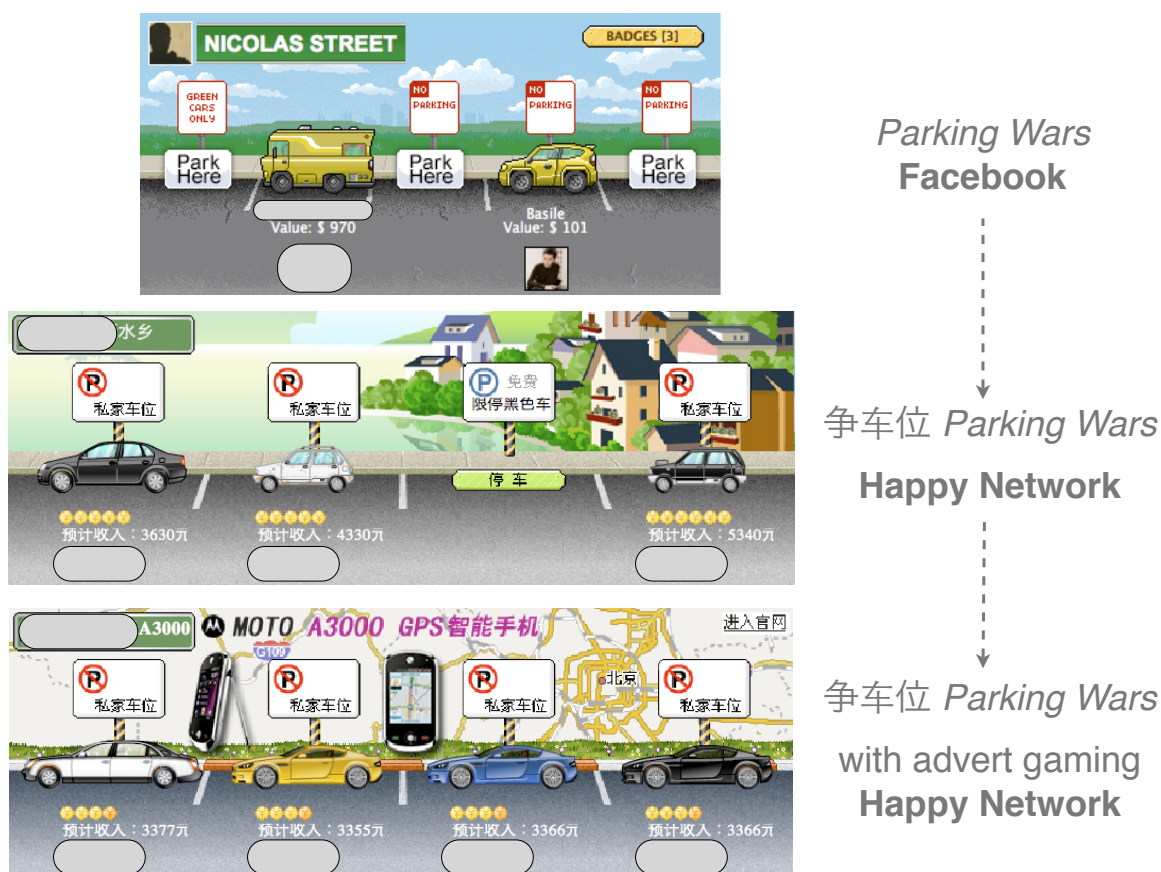 NICOLAS STREET
BADGES [3]
GREEN
CARS
ONLY
NO
PARKING
NO
PARKING
NO
PARKING
Park
Here
Park
Here
Park
Here
Value: $ 970
Basile
Value: $ 101
Parking Wars
Facebook
水乡
私家车位
私家车位
P 免费
限停黑色车
私家车位
停车
预计收入：3630元
预计收入：4330元
预计收入：5340元
争车位 Parking Wars
Happy Network
A3000
MOTO A3000 GPS智能手机
进入官网
G109
北京
私家车位
私家车位
私家车位
私家车位
预计收入：3377元
预计收入：3355元
预计收入：3366元
预计收入：3366元
争车位 Parking Wars
with advert gaming
Happy Network